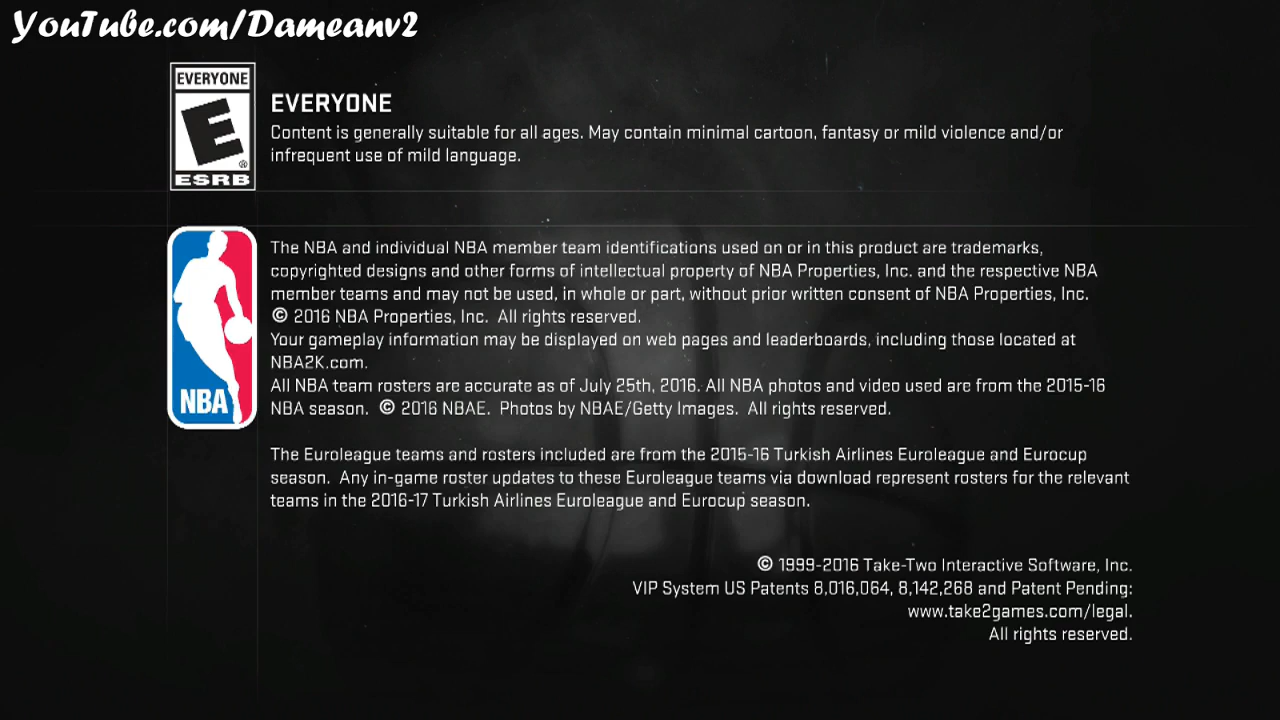 YouTube.com/Dameanv2
EVERYONE
E
®
ESRB
EVERYONE
Content is generally suitable for all ages. May contain minimal cartoon, fantasy or mild violence and/or
infrequent use of mild language.
NBA
The NBA and individual NBA member team identifications used on or in this product are trademarks,
copyrighted designs and other forms of intellectual property of NBA Properties, Inc. and the respective NBA
member teams and may not be used, in whole or part, without prior written consent of NBA Properties, Inc.
© 2016 NBA Properties, Inc. All rights reserved.
Your gameplay information may be displayed on web pages and leaderboards, including those located at
NBA2K.com.
All NBA team rosters are accurate as of July 25th, 2016. All NBA photos and video used are from the 2015-16
NBA season. © 2016 NBAE. Photos by NBAE/Getty Images. All rights reserved.
The Euroleague teams and rosters included are from the 2015-16 Turkish Airlines Euroleague and Eurocup
season. Any in-game roster updates to these Euroleague teams via download represent rosters for the relevant
teams in the 2016-17 Turkish Airlines Euroleague and Eurocup season.
© 1999-2016 Take-Two Interactive Software, Inc.
VIP System US Patents 8,016,064, 8,142,268 and Patent Pending:
www.take2games.com/legal.
All rights reserved.